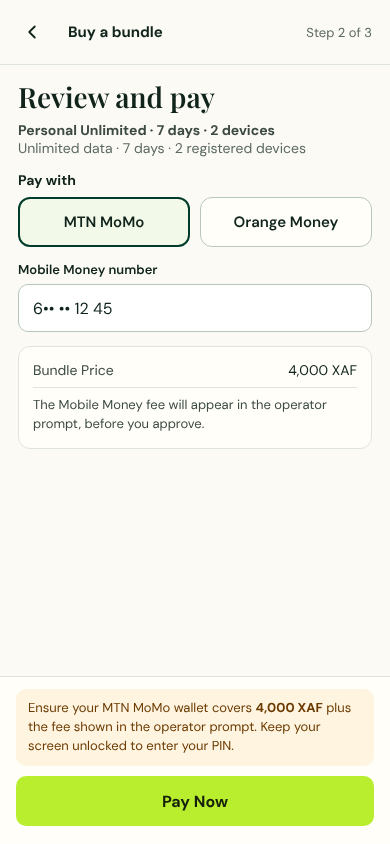 Buy a bundle
Step 2 of 3
Review and pay
Personal Unlimited · 7 days · 2 devices
Unlimited data · 7 days · 2 registered devices
Pay with
MTN MoMo
Orange Money
Mobile Money number
6•• •• 12 45
Bundle Price
4,000 XAF
The Mobile Money fee will appear in the operator
prompt, before you approve.
Ensure your MTN MoMo wallet covers 4,000 XAF plus
the fee shown in the operator prompt. Keep your
screen unlocked to enter your PIN.
Pay Now